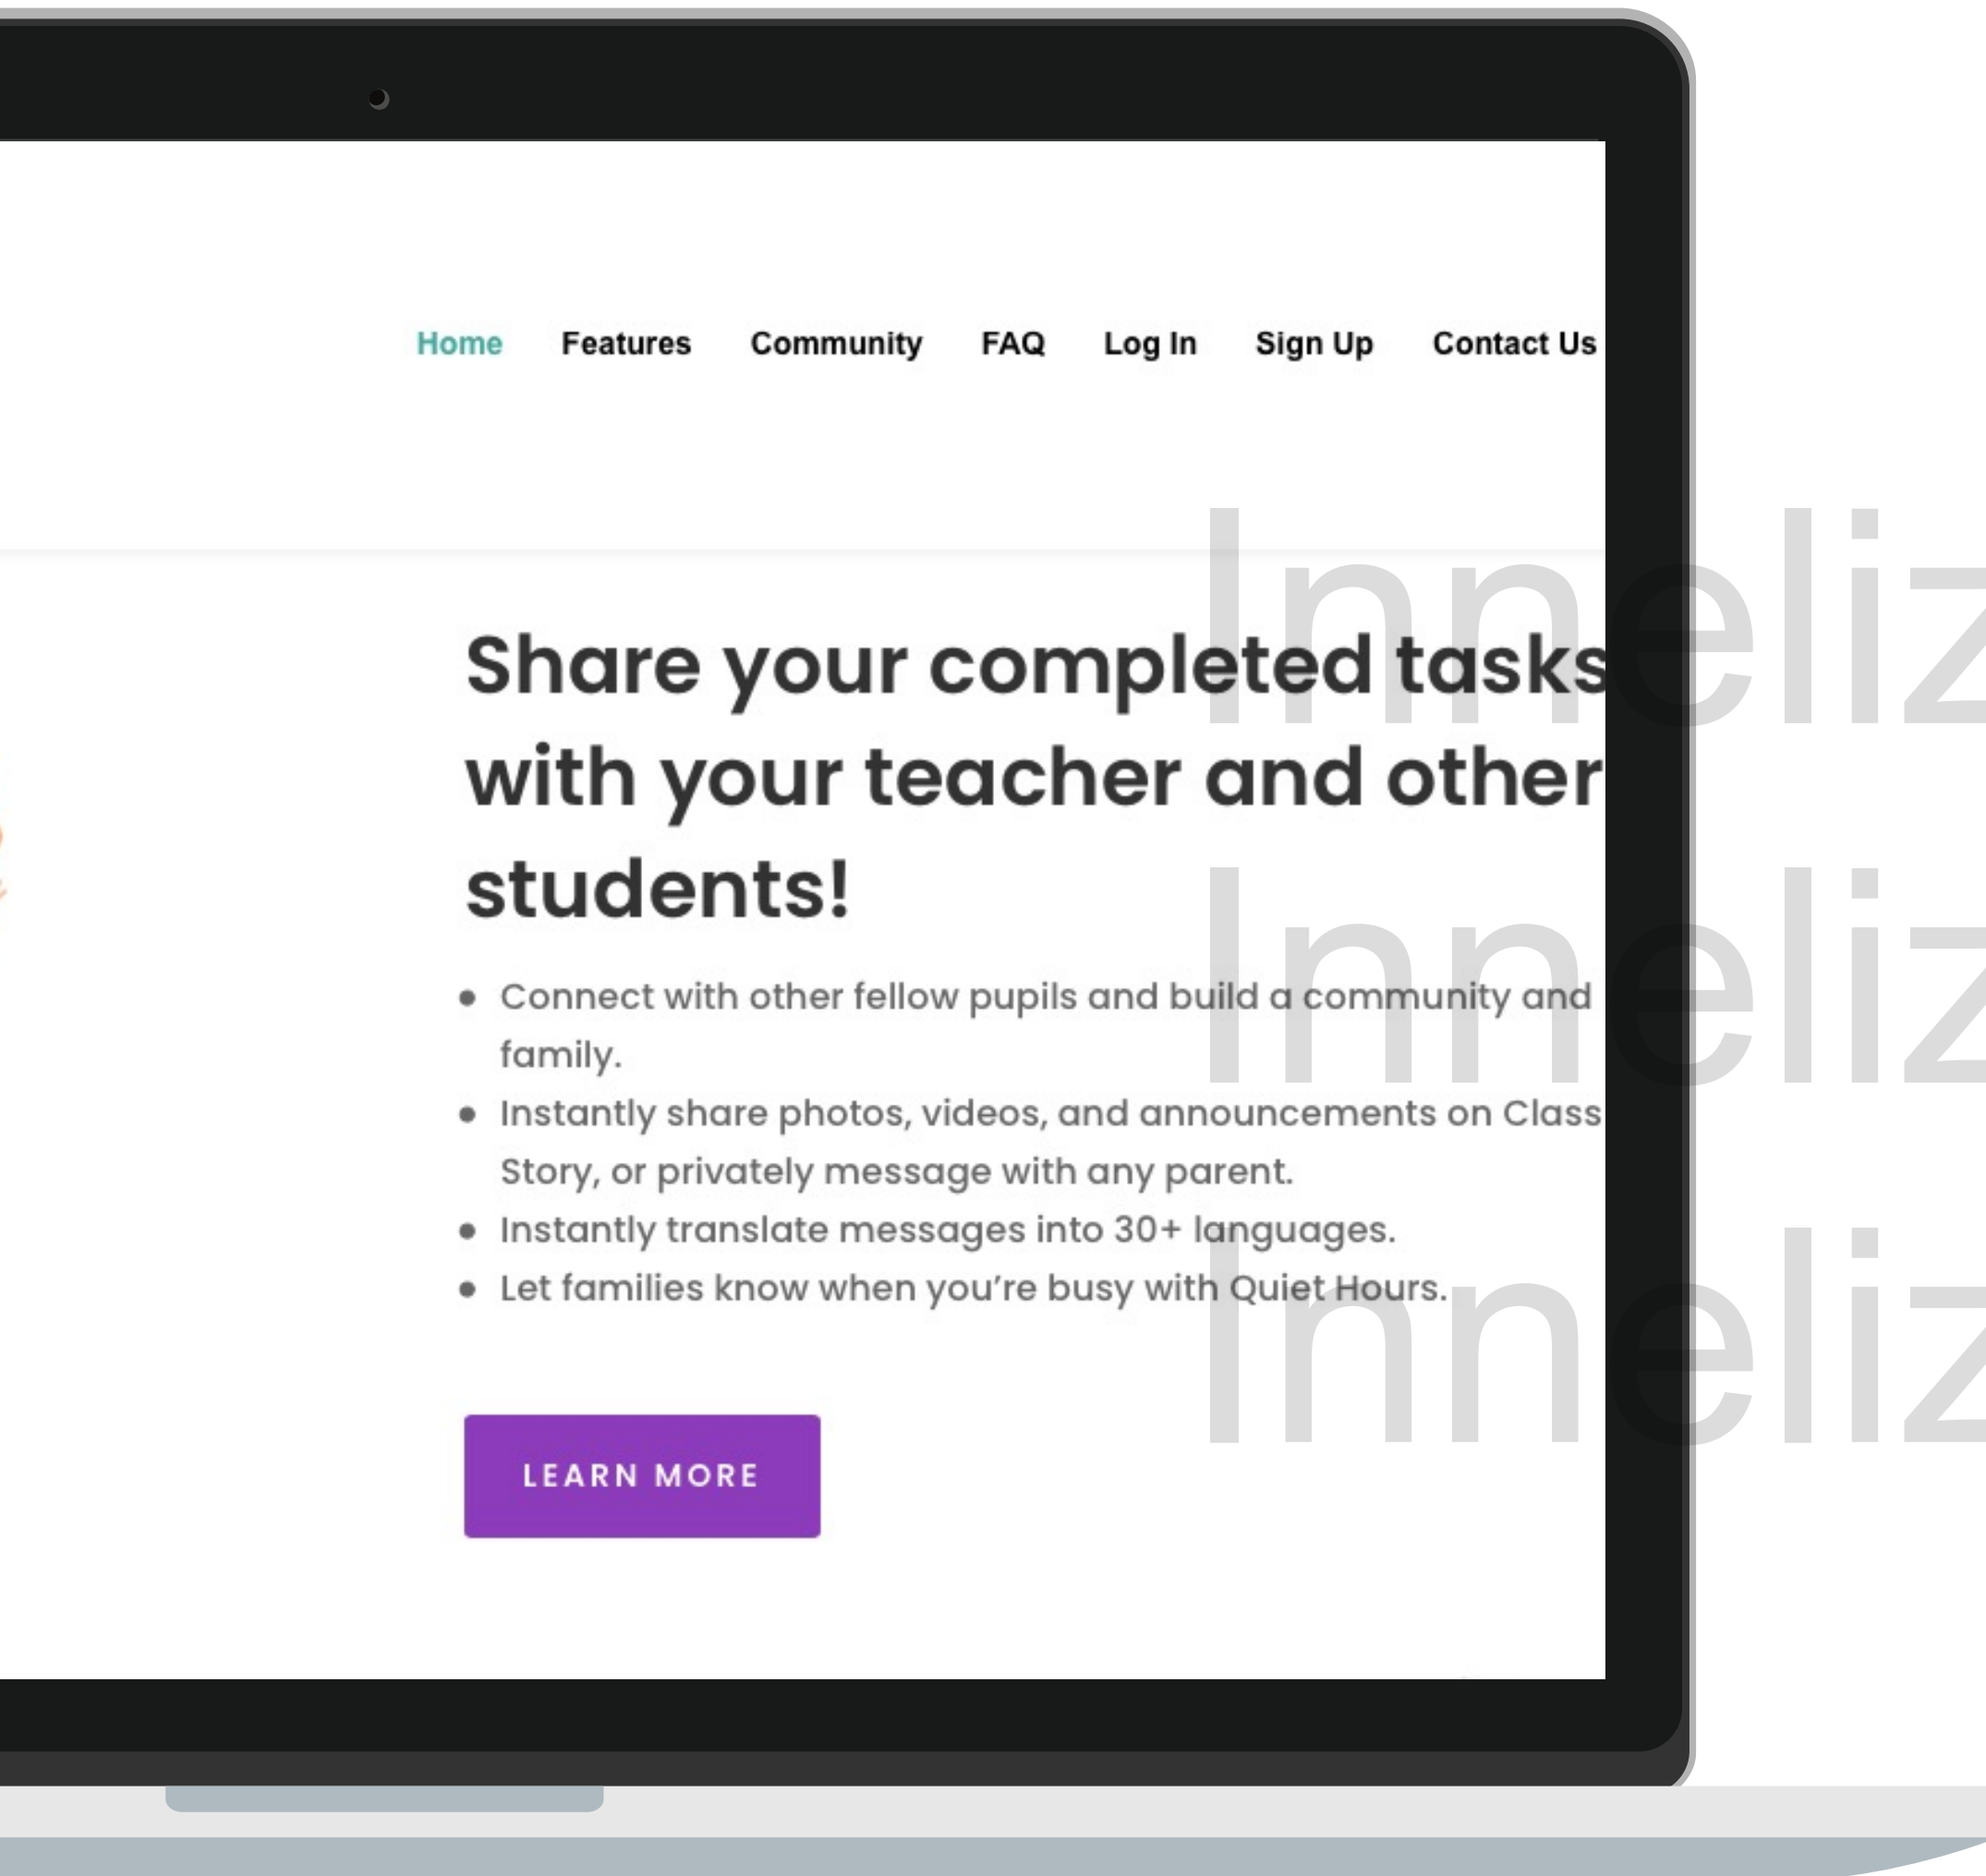 Home Features Community FAQ Log In Sign Up Contact Us
Share your completed tasks
with your teacher and other
students!
Connect with other fellow pupils and build a community and
family.
Instantly share photos, videos, and announcements on Class
Story, or privately message with any parent.
Instantly translate messages into 30+ languages.
Let families know when you’re busy with Quiet Hours.
LEARN MORE
Inneliz
Inneliz
Inneliz